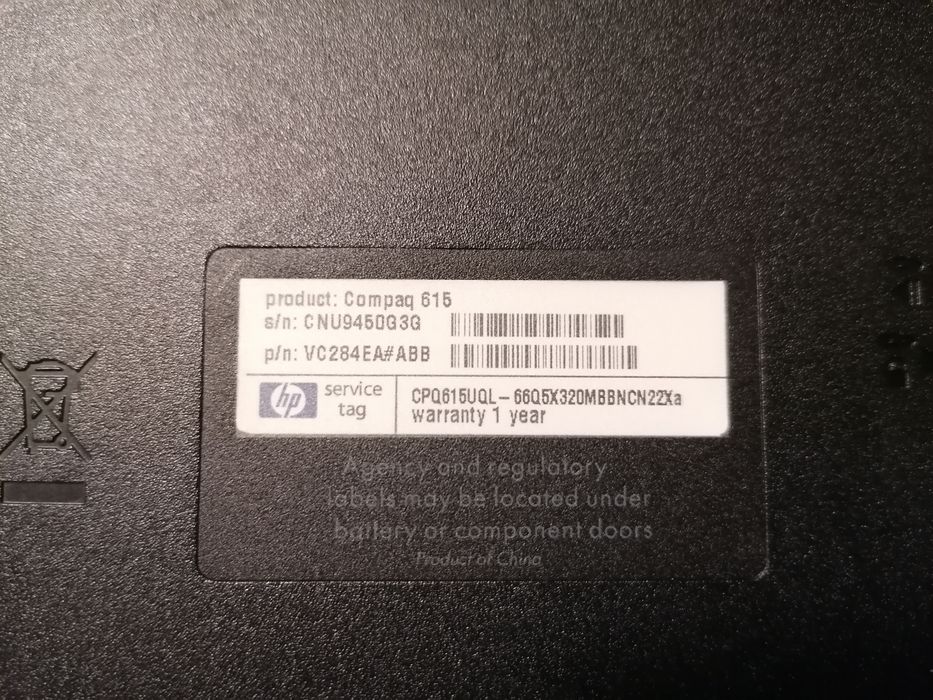 product: Compaq 615
s/n: CNU9450G3G
p/n: VC284EA#ABB
hp service tag
CPQ615UQL-66Q5X320MBBNCN22Xa
warranty 1 year
Agency and regulatory
labels may be located under
battery or component doors
Product of China